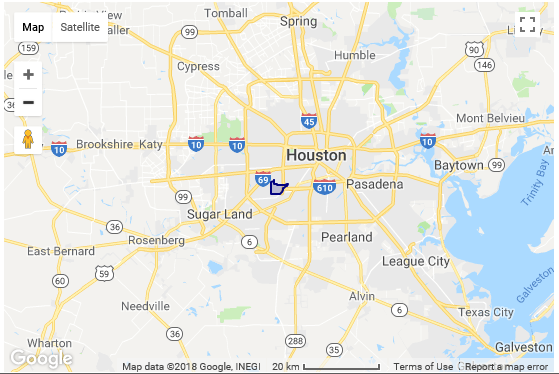 Tomball
Spring
Map Satellite
99
159
Humble
90
146
Cypress
+
−
45
Mont Belvieu
10
Brookshire Katy
10
10
Houston
10
Baytown
99
69
610
Pasadena
Trinity Bay
99
Sugar Land
36
6
Pearland
East Bernard
Rosenberg
League City
60
59
Galveston
Needville
Alvin
6
Texas City
36
Wharton
288
35
Galveston
Google
Map data ©2018 Google, INEGI 20 km Terms of Use Report a map error